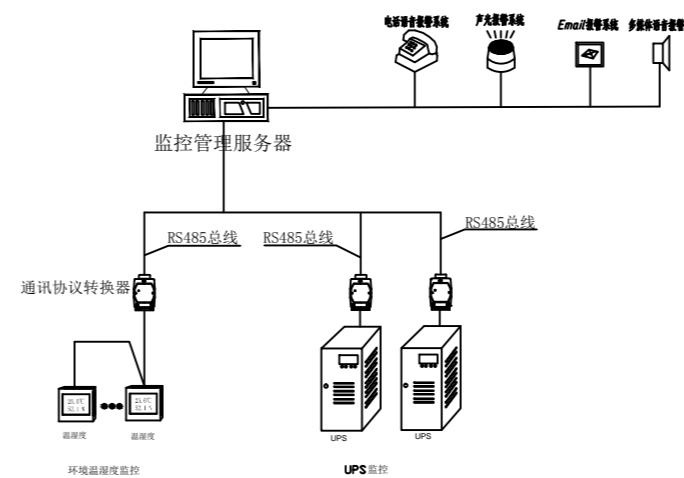 电话语音报警系统
声光报警系统
Email报警系统
多媒体语音报警
监控管理服务器
RS485总线
RS485总线
RS485总线
通讯协议转换器
温湿度
温湿度
UPS
UPS
环境温湿度监控
UPS监控